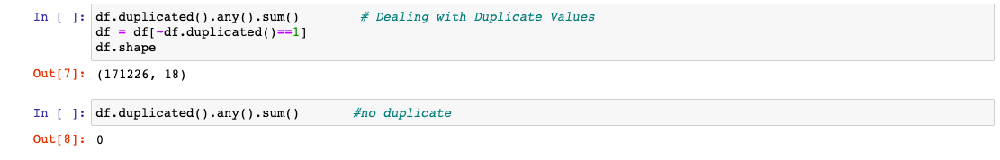 In [ ]: df.duplicated().any().sum() # Dealing with Duplicate Values
df = df[~df.duplicated()==1]
df.shape
Out[7]: (171226, 18)
In [ ]: df.duplicated().any().sum() #no duplicate
Out[8]: 0